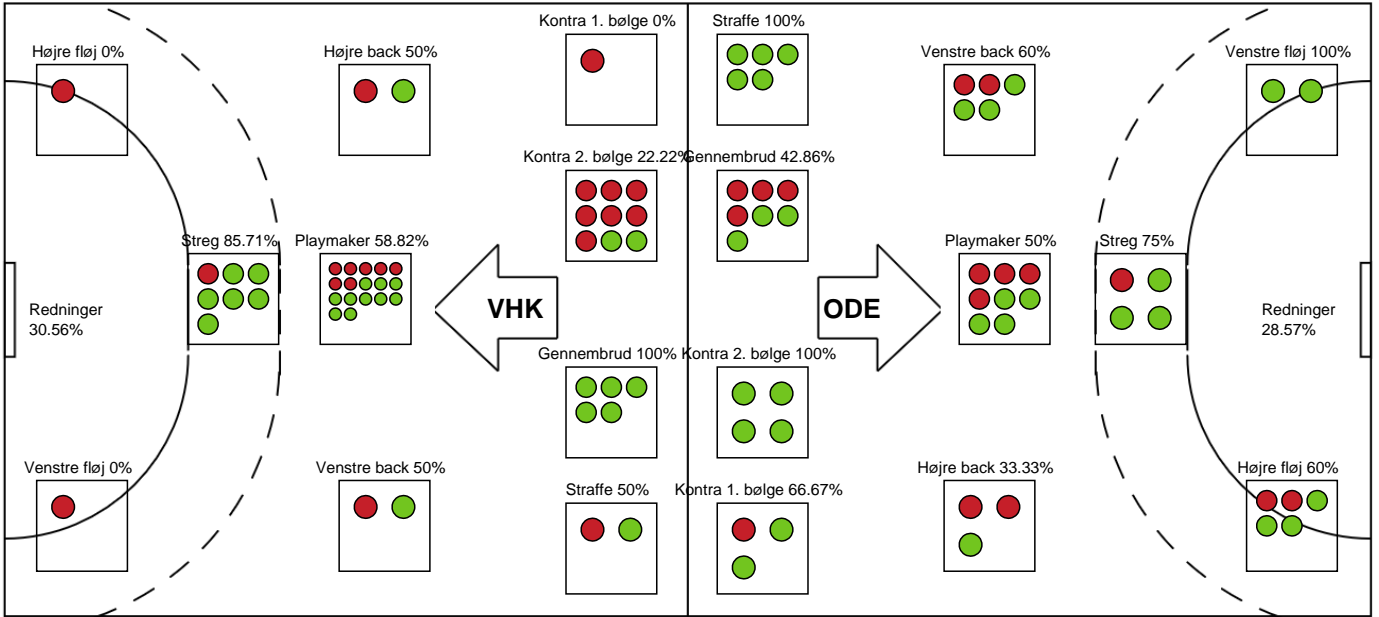 Kontra 1. bølge 0%
Straffe 100%
Højre fløj 0%
Højre back 50%
Venstre back 60%
Venstre fløj 100%
Kontra 2. bølge 22.22%
Gennembrud 42.86%
Streg 85.71%
Playmaker 58.82%
Playmaker 50%
Streg 75%
Redninger
30.56%
VHK
ODE
Redninger
28.57%
Gennembrud 100%
Kontra 2. bølge 100%
Venstre fløj 0%
Venstre back 50%
Højre back 33.33%
Højre fløj 60%
Straffe 50%
Kontra 1. bølge 66.67%